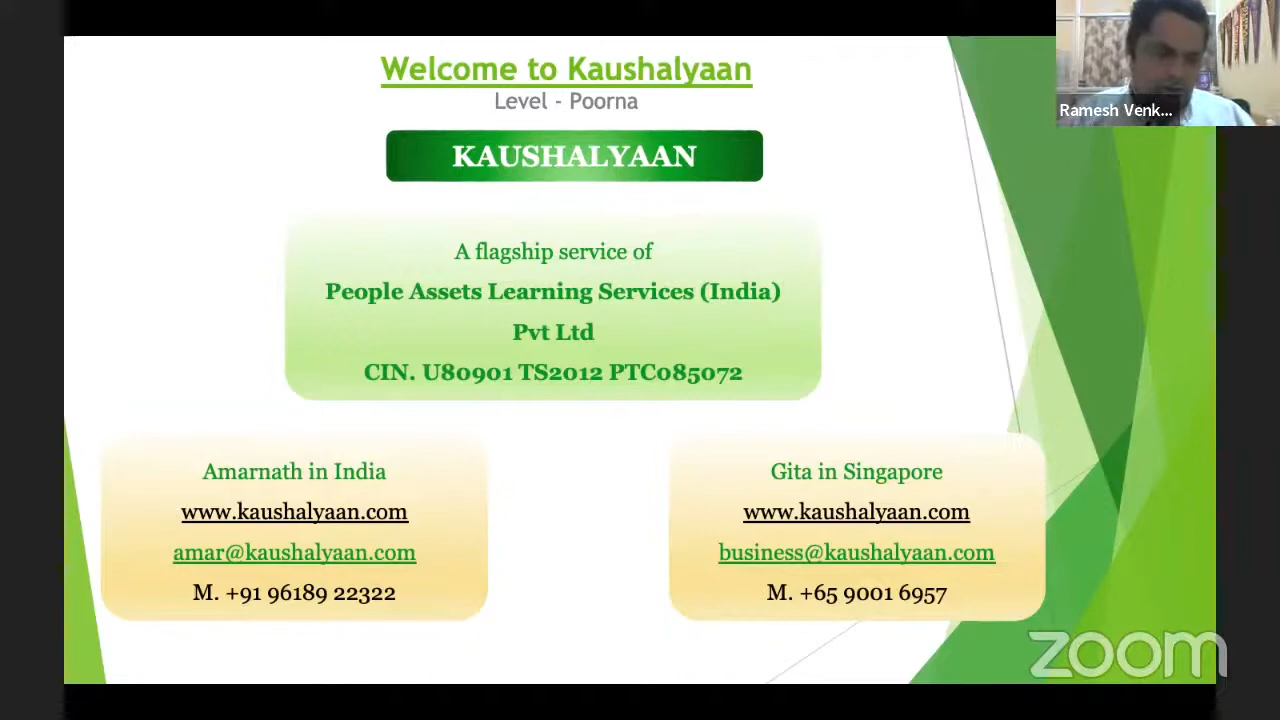 Welcome to Kaushalyaan
Level - Poorna
KAUSHALYAAN
A flagship service of
People Assets Learning Services (India)
Pvt Ltd
CIN. U80901 TS2012 PTC085072
Amarnath in India
www.kaushalyaan.com
amar@kaushalyaan.com
M. +91 96189 22322
Gita in Singapore
www.kaushalyaan.com
business@kaushalyaan.com
M. +65 9001 6957
Ramesh Venk...
zoom